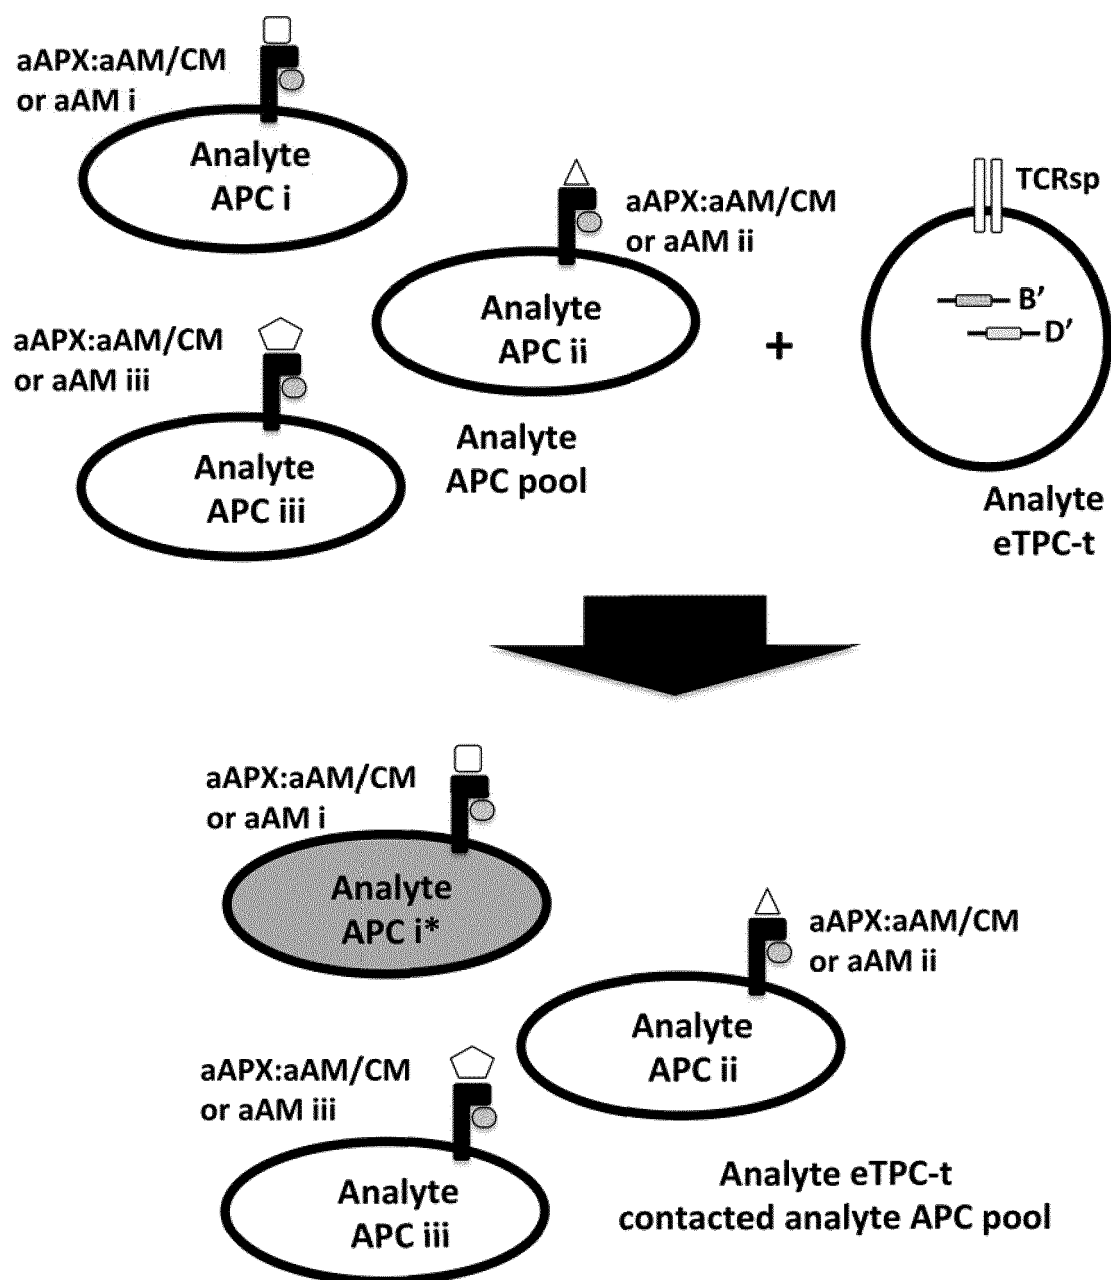 aAPX:aAM/CM
or aAM i
Analyte
APC i
aAPX:aAM/CM
or aAM ii
Analyte
APC ii
aAPX:aAM/CM
or aAM iii
Analyte
APC iii
Analyte
APC pool
+
TCRsp
B’
D’
Analyte
eTPC-t
aAPX:aAM/CM
or aAM i
Analyte
APC i*
aAPX:aAM/CM
or aAM ii
Analyte
APC ii
aAPX:aAM/CM
or aAM iii
Analyte
APC iii
Analyte eTPC-t
contacted analyte APC pool